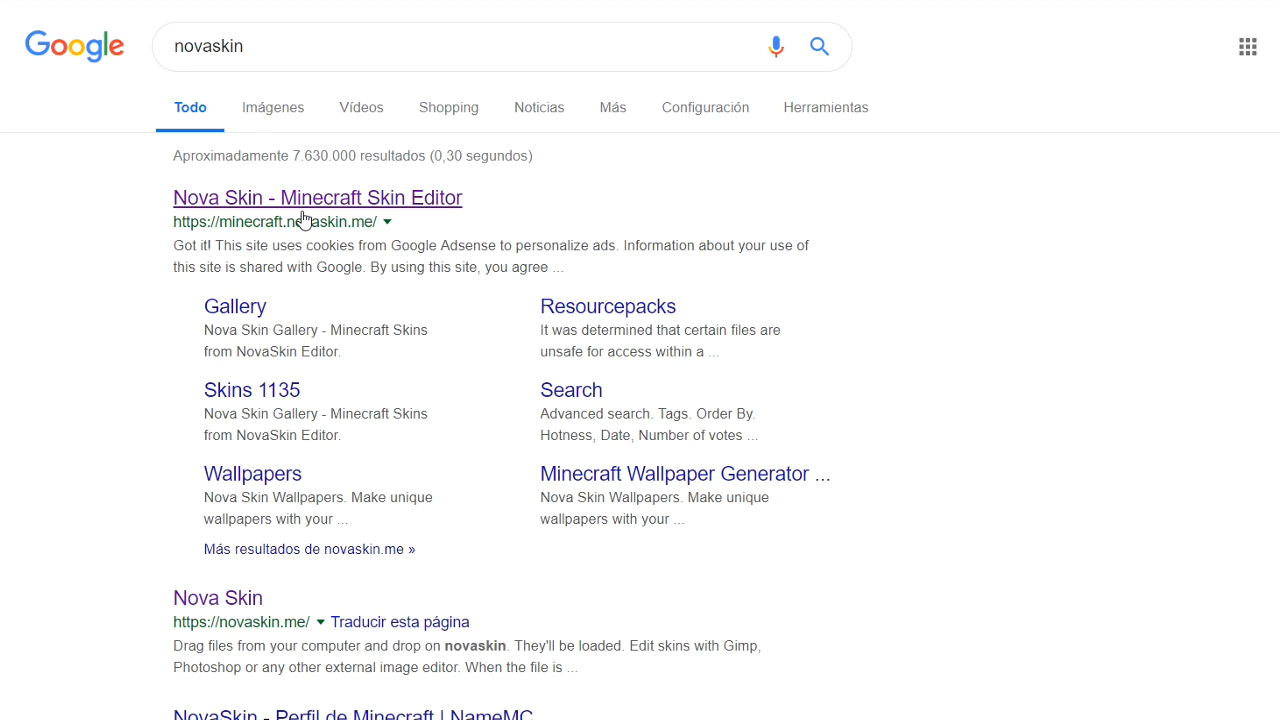 Google
novaskin
Todo Imágenes Vídeos Shopping Noticias Más Configuración Herramientas
Aproximadamente 7.630.000 resultados (0,30 segundos)
Nova Skin - Minecraft Skin Editor
https://minecraft.novaskin.me/
Got it! This site uses cookies from Google Adsense to personalize ads. Information about your use of
this site is shared with Google. By using this site, you agree ...
Gallery
Nova Skin Gallery - Minecraft Skins
from NovaSkin Editor.
Resourcepacks
It was determined that certain files are
unsafe for access within a ...
Skins 1135
Nova Skin Gallery - Minecraft Skins
from NovaSkin Editor.
Search
Advanced search. Tags. Order By.
Hotness, Date, Number of votes ...
Wallpapers
Nova Skin Wallpapers. Make unique
wallpapers with your ...
Minecraft Wallpaper Generator ...
Nova Skin Wallpapers. Make unique
wallpapers with your ...
Más resultados de novaskin.me »
Nova Skin
https://novaskin.me/ Traducir esta página
Drag files from your computer and drop on novaskin. They'll be loaded. Edit skins with Gimp,
Photoshop or any other external image editor. When the file is ...
NovaSkin - Perfil de Minecraft | NameMC